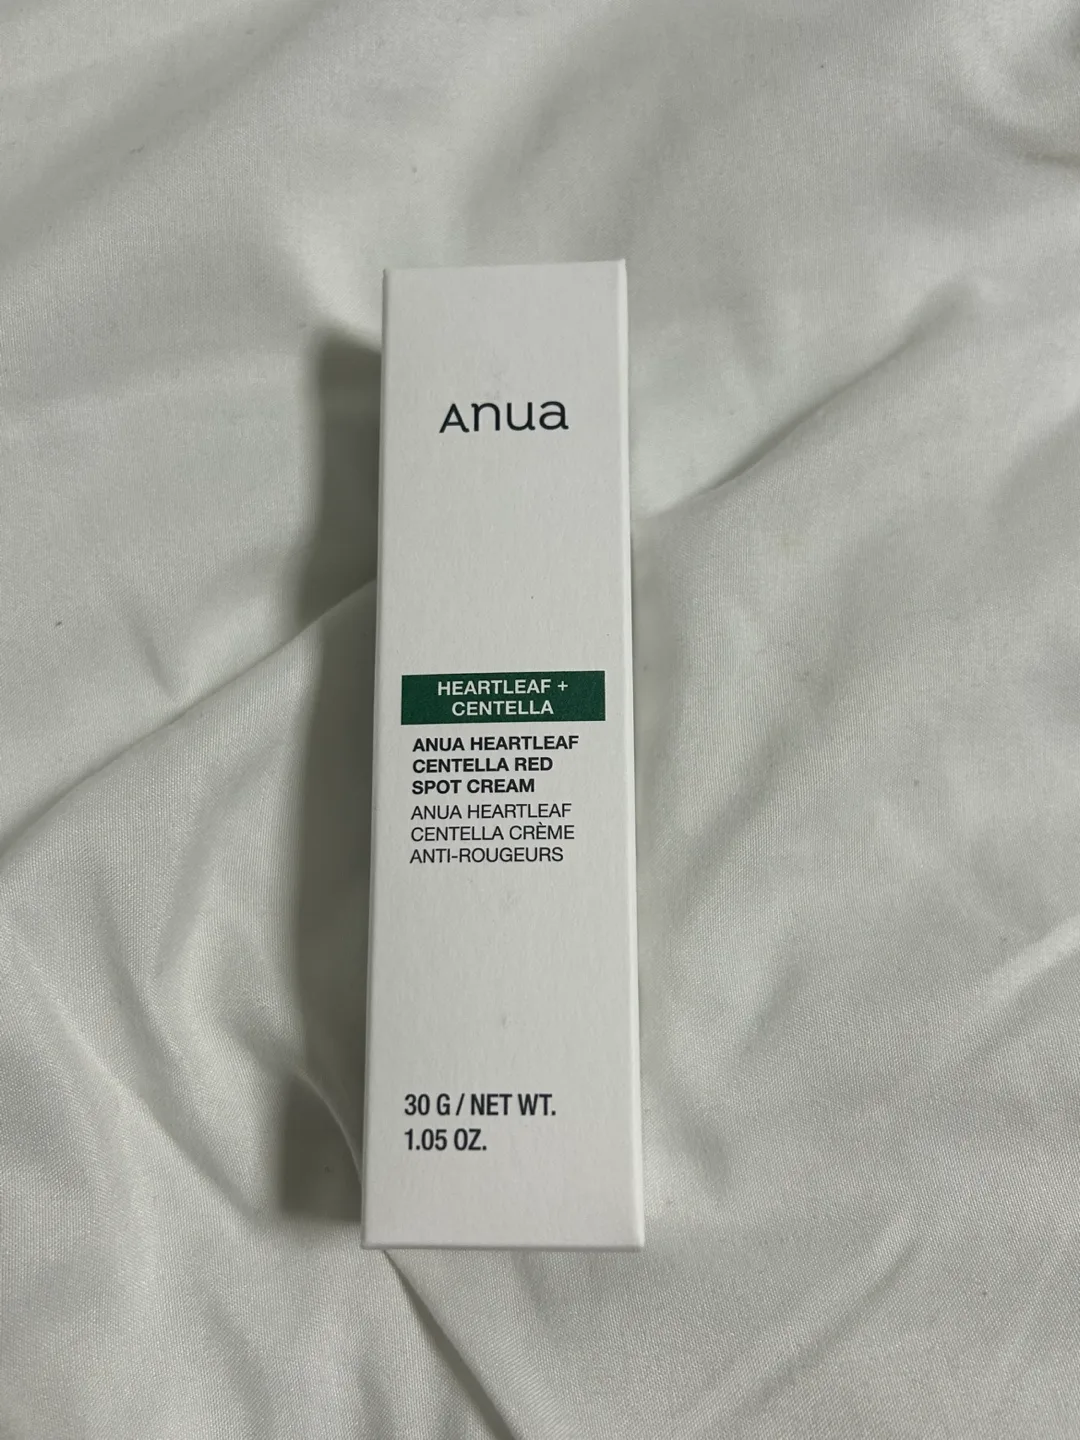 Anua
HEARTLEAF +
CENTELLA
ANUA HEARTLEAF
CENTELLA RED
SPOT CREAM
ANUA HEARTLEAF
CENTELLA CRÈME
ANTI-ROUGEURS
30 G / NET WT.
1.05 OZ.